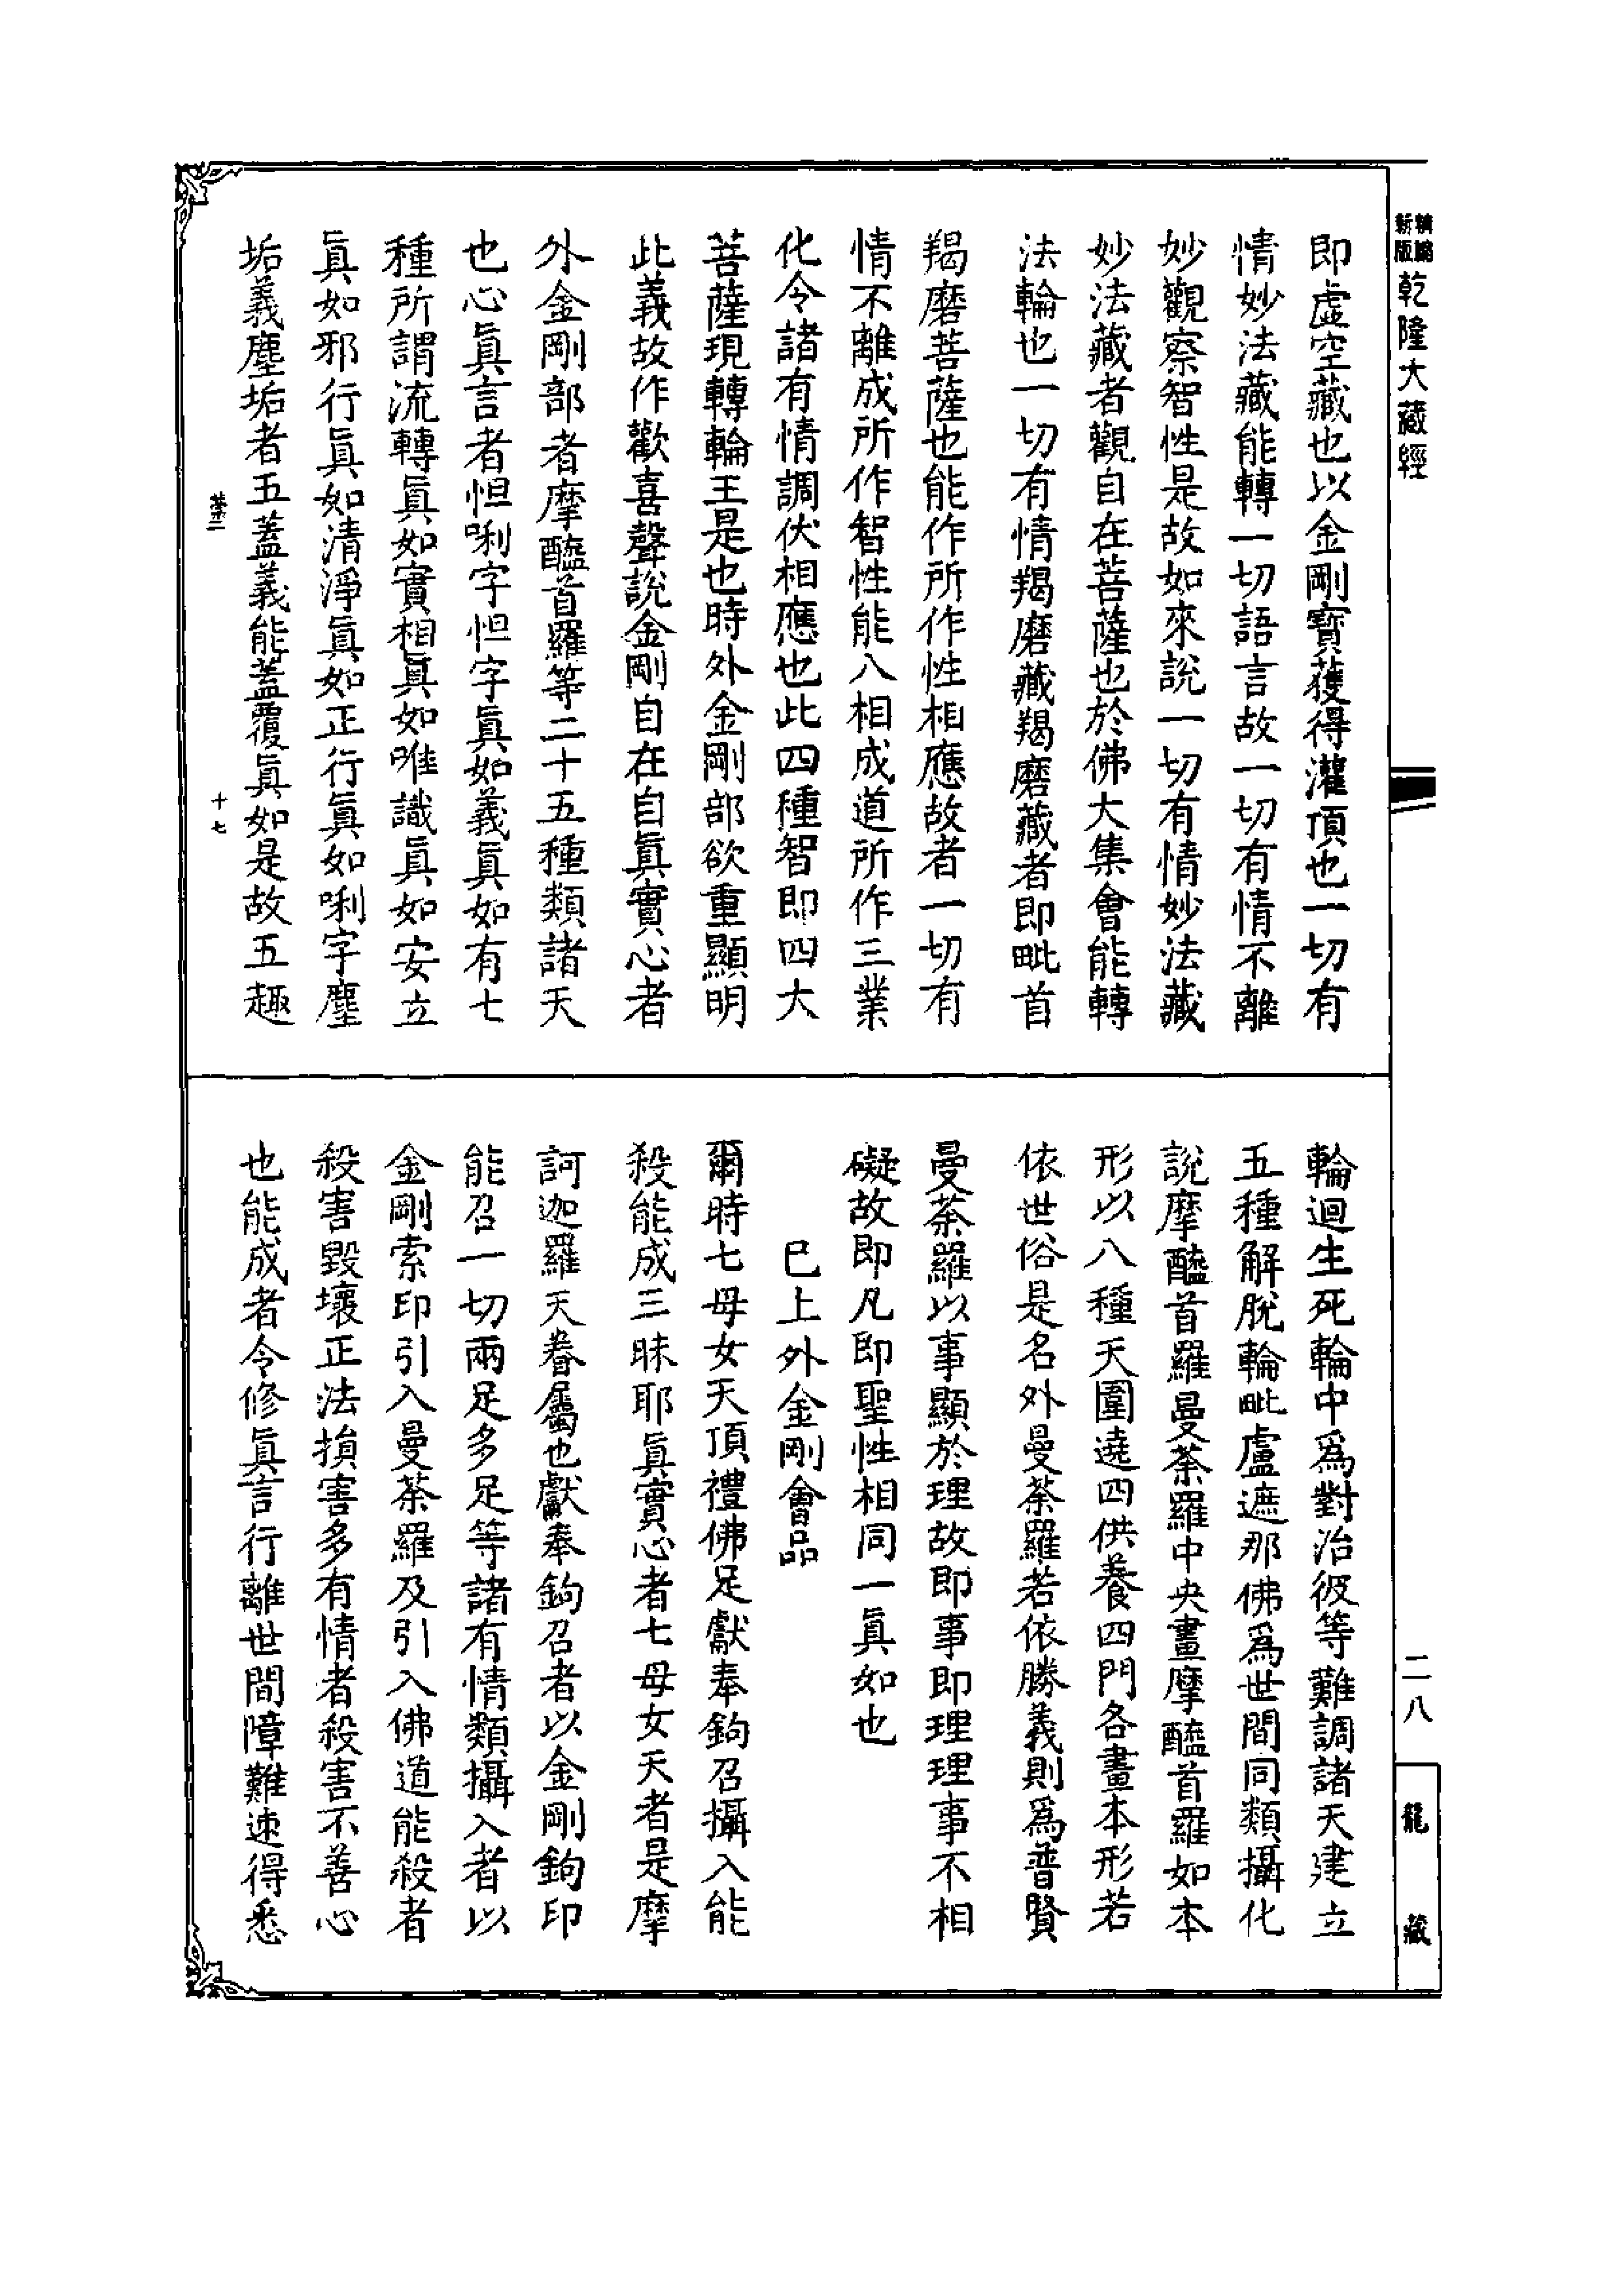 精編
新版
乾隆大藏經
即虛空藏也以金剛寶獲得灌頂也一切有
情妙法藏能轉一切語言故一切有情不離
妙觀察智性是故如來說一切有情妙法藏
妙法藏者觀自在菩薩也於佛大集會能轉
法輪也一切有情羯磨藏羯磨藏者即毗首
羯磨菩薩也能作所作性相應故者一切有
情不離成所作智性能八相成道所作三業
化令諸有情調伏相應也此四種智即四大
菩薩現轉輪王是也時外金剛部欲重顯明
此義故作歡喜聲說金剛自在自眞實心者
外金剛部者摩醯首羅等二十五種類諸天
也心眞言者怛唎字怛字眞如義眞如有七
種所謂流轉眞如實相眞如唯識眞如安立
眞如邪行眞如清淨眞如正行眞如唎字塵
垢義塵垢者五蓋義能蓋覆眞如是故五趣
十七
輪迴生死輪中爲對治彼等難調諸天建立
五種解脫輪毗盧遮那佛爲世間同類攝化
說摩醯首羅曼荼羅中央畫摩醯首羅如本
形以八種天圍遶四供養四門各畫本形若
依世俗是名外曼荼羅若依勝義則爲普賢
曼荼羅以事顯於理故即事即理理事不相
礙故即凡即聖性相同一眞如也
巳上外金剛會品
爾時七母女天頂禮佛足獻奉鉤召攝入能
殺能成三昧耶眞實心者七母女天者是摩
訶迦羅天眷屬也獻奉鉤召者以金剛鉤印
能召一切兩足多足等諸有情類攝入者以
金剛索印引入曼荼羅及引入佛道能殺者
殺害毀壞正法損害多有情者殺害不善心
也能成者令修眞言行離世間障難速得悉
二八
龍藏